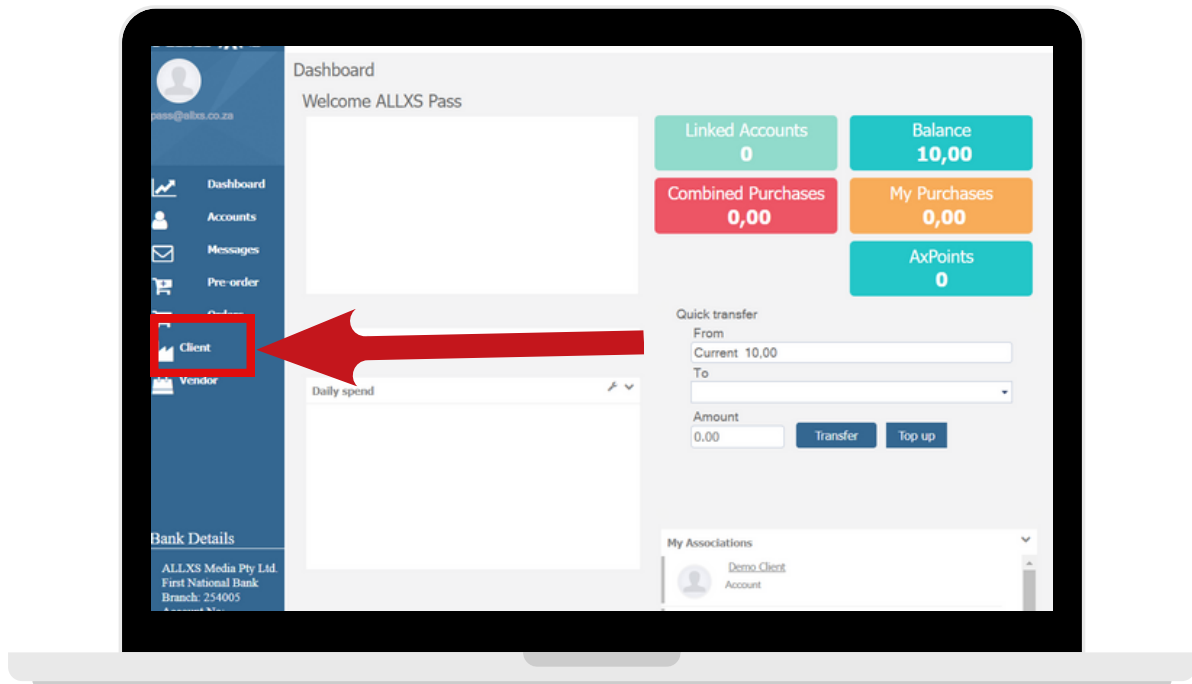 Dashboard
Welcome ALLXS Pass
pass@allxs.co.za
Dashboard
Accounts
Messages
Pre-order
Orders
Client
Vendor
Bank Details
ALLXS Media Pty Ltd.
First National Bank
Branch: 254005
Linked Accounts
0
Balance
10,00
Combined Purchases
0,00
My Purchases
0,00
AxPoints
0
Quick transfer
From
Current 10,00
To
Amount
0.00
Transfer
Top up
Daily spend
My Associations
Demo Client
Account